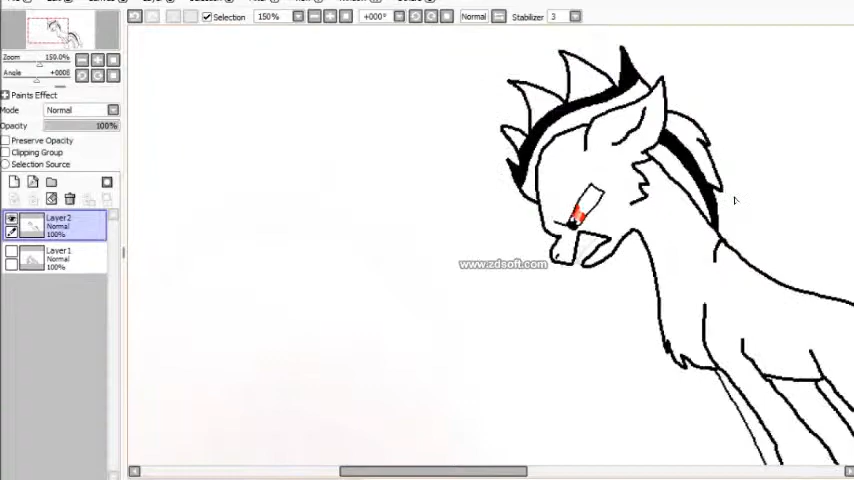 Selection 150% +000° Normal Stabilizer 3
Zoom 150.0%
Angle +0008
Paints Effect
Mode Normal
Opacity 100%
Preserve Opacity
Clipping Group
Selection Source
Layer2
Normal
100%
Layer1
Normal
100%
www.zdsoft.com